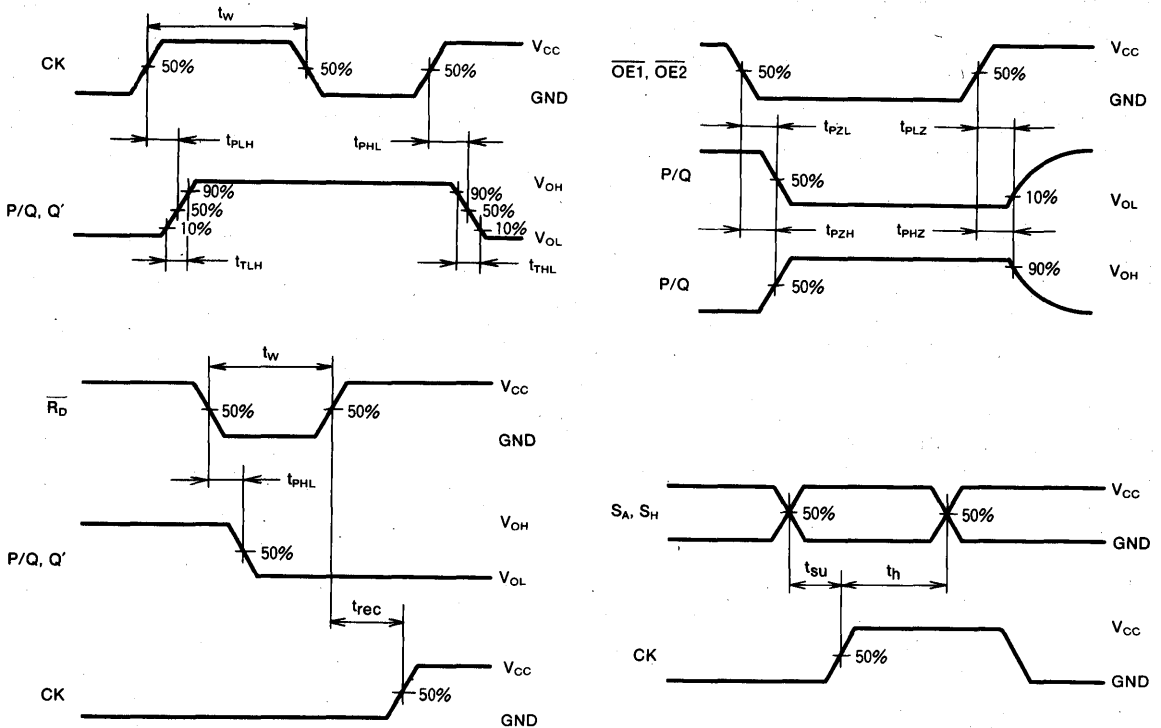 tw
CK
50%
50%
50%
VCC
GND
tPLH
tPHL
P/Q, Q′
90%
50%
10%
90%
50%
10%
VOH
VOL
tTLH
tTHL
OE1, OE2
50%
50%
VCC
GND
tPZL
tPLZ
P/Q
50%
10%
VOL
tPZH
tPHZ
P/Q
50%
90%
VOH
tw
RD
50%
50%
VCC
GND
tPHL
P/Q, Q′
50%
VOH
VOL
trec
CK
50%
VCC
GND
SA, SH
50%
50%
VCC
GND
tsu
th
CK
50%
VCC
GND